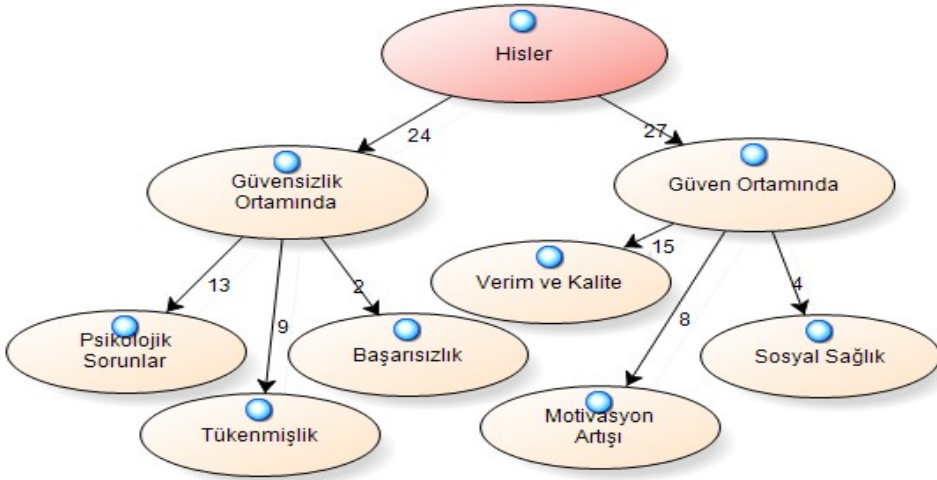 Hisler
24
27
Güvensizlik
Ortamında
Güven Ortamında
13
9
2
15
8
4
Psikolojik
Sorunlar
Tükenmişlik
Başarısızlık
Verim ve Kalite
Motivasyon
Artışı
Sosyal Sağlık